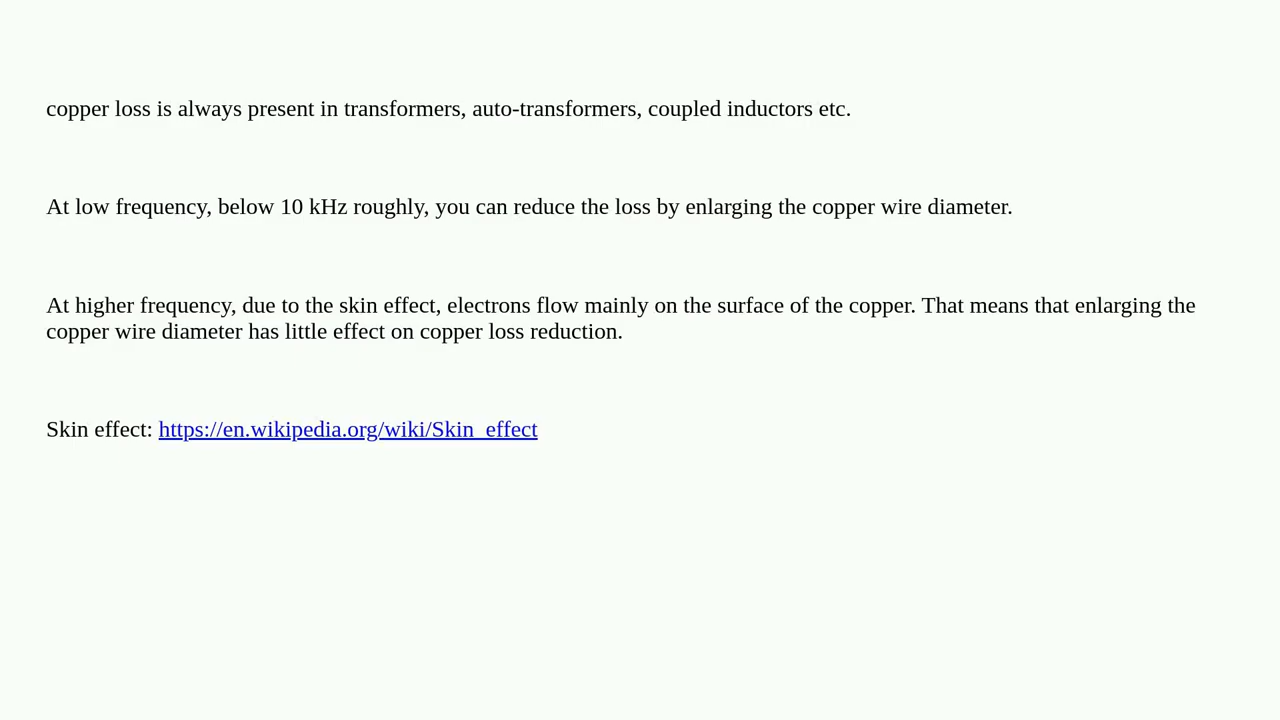 copper loss is always present in transformers, auto-transformers, coupled inductors etc.
At low frequency, below 10 kHz roughly, you can reduce the loss by enlarging the copper wire diameter.
At higher frequency, due to the skin effect, electrons flow mainly on the surface of the copper. That means that enlarging the
copper wire diameter has little effect on copper loss reduction.
Skin effect: https://en.wikipedia.org/wiki/Skin_effect